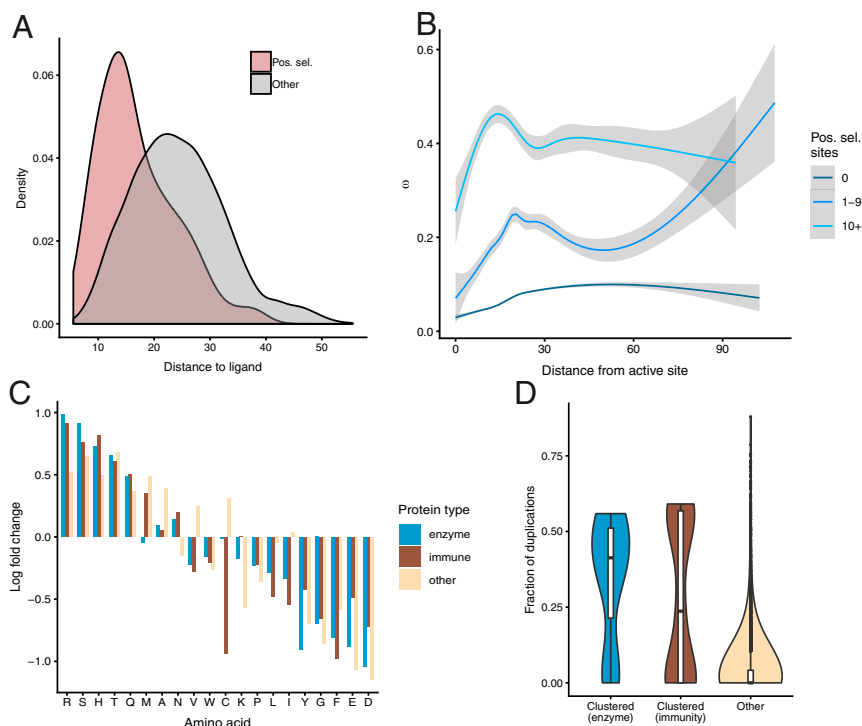 A
Density
0.06
0.04
0.02
0.00
10 20 30 40 50
Distance to ligand
Pos. sel.
Other
B
ω
0.6
0.4
0.2
0.0
0 30 60 90
Distance from active site
Pos. sel.
sites
0
1–9
10+
C
Log fold change
1.0
0.5
0.0
−0.5
−1.0
R S H T Q M A N V W C K P L I Y G F E D
Amino acid
Protein type
enzyme
immune
other
D
Fraction of duplications
0.75
0.50
0.25
0.00
Clustered
(enzyme)
Clustered
(immunity)
Other